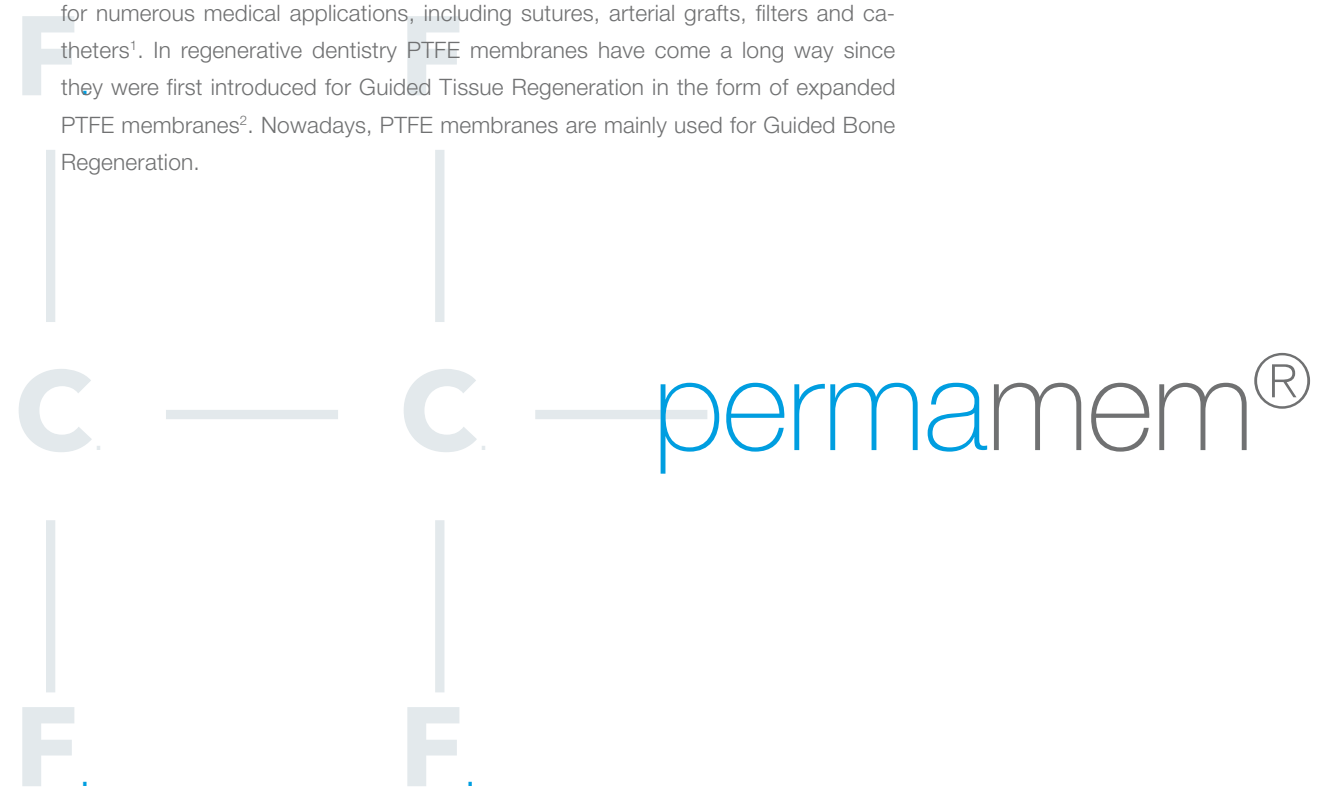 for numerous medical applications, including sutures, arterial grafts, filters and ca-
theters¹. In regenerative dentistry PTFE membranes have come a long way since
they were first introduced for Guided Tissue Regeneration in the form of expanded
PTFE membranes². Nowadays, PTFE membranes are mainly used for Guided Bone
Regeneration.
F F
C C
permamem®
F F